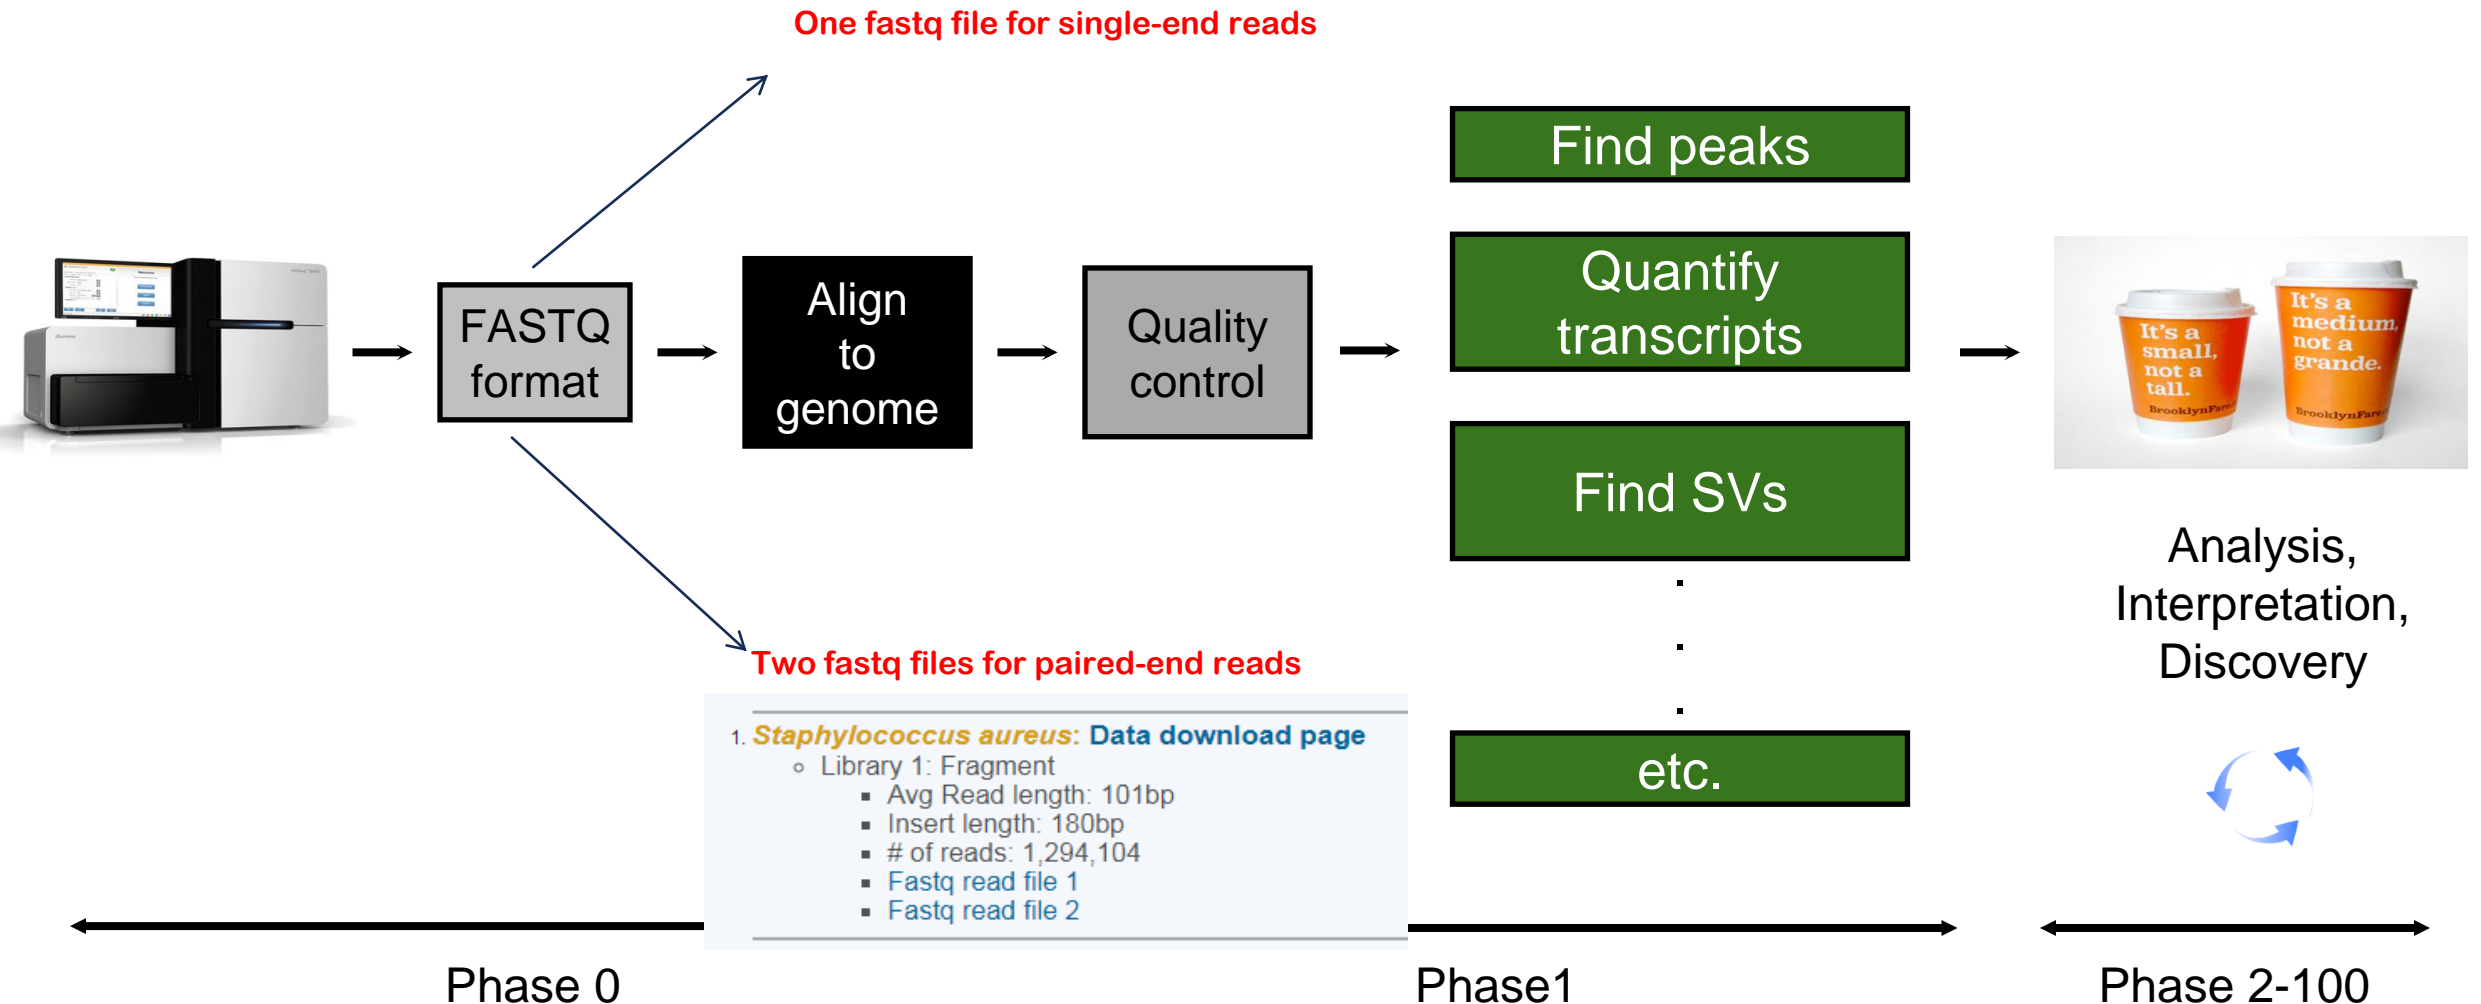 One fastq file for single-end reads
FASTQ
format
Align
to
genome
Quality
control
Find peaks
Quantify
transcripts
Find SVs
.
.
.
etc.
It's a
small,
not a
tall.
It's a
medium,
not a
grande.
Analysis,
Interpretation,
Discovery
Two fastq files for paired-end reads
1. Staphylococcus aureus: Data download page
Library 1: Fragment
Avg Read length: 101bp
Insert length: 180bp
# of reads: 1,294,104
Fastq read file 1
Fastq read file 2
Phase 0
Phase1
Phase 2-100